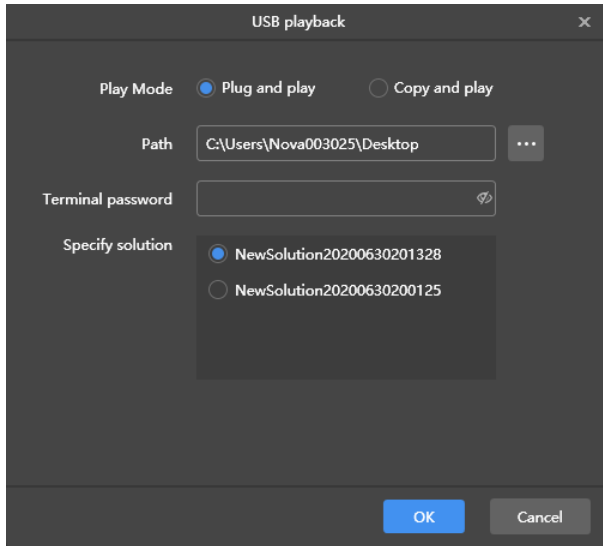 USB playback
Play Mode Plug and play Copy and play
Path C:\Users\Nova003025\Desktop ...
Terminal password
Specify solution NewSolution20200630201328
NewSolution20200630200125
OK Cancel